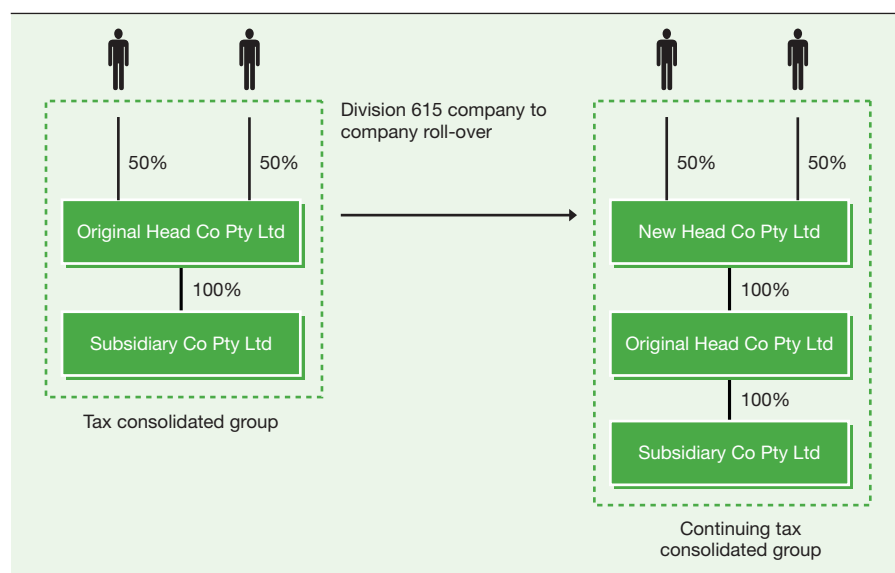 Division 615 company to
company roll-over
50%
50%
Original Head Co Pty Ltd
100%
Subsidiary Co Pty Ltd
Tax consolidated group
50%
50%
New Head Co Pty Ltd
100%
Original Head Co Pty Ltd
100%
Subsidiary Co Pty Ltd
Continuing tax
consolidated group